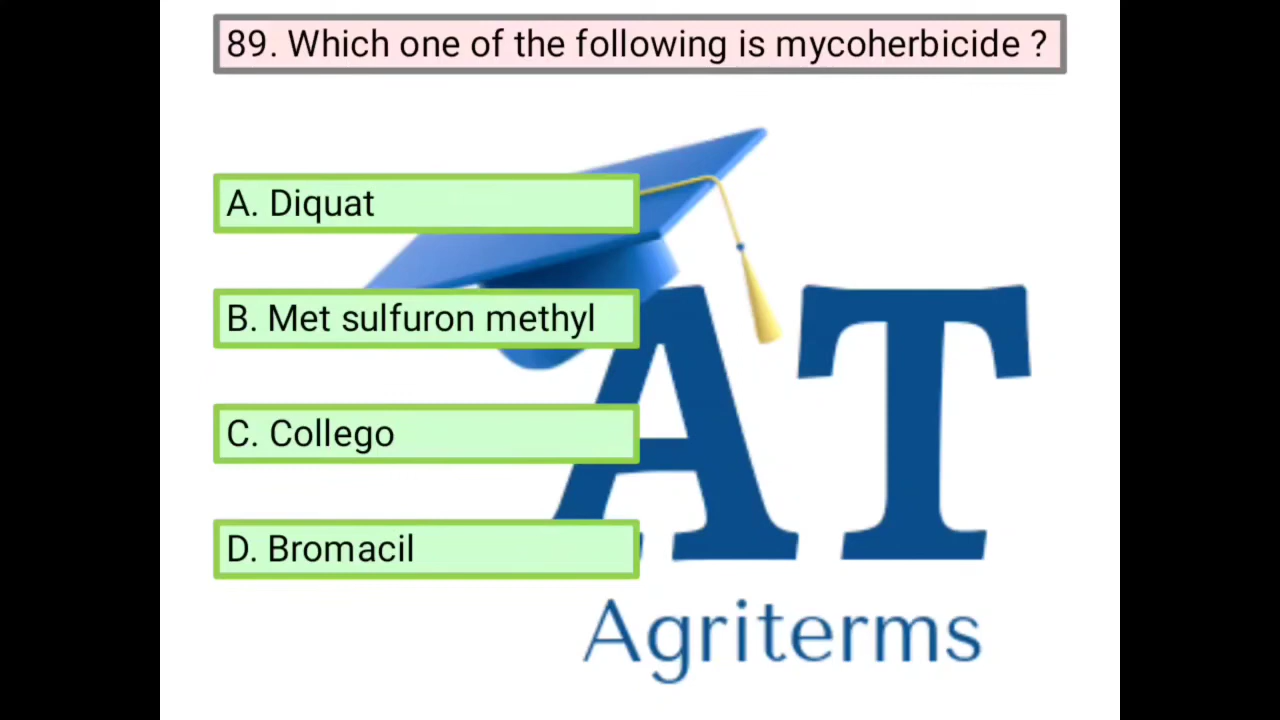 89. Which one of the following is mycoherbicide ?
A. Diquat
B. Met sulfuron methyl
C. Collego
D. Bromacil
AT
Agriterms